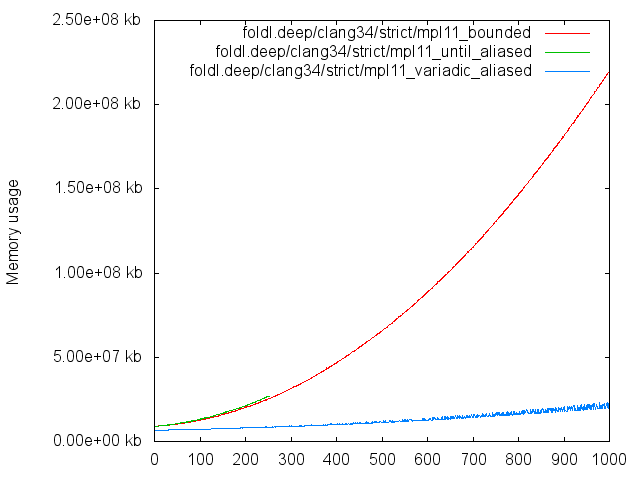 2.50e+08 kb
2.00e+08 kb
1.50e+08 kb
1.00e+08 kb
5.00e+07 kb
0.00e+00 kb
Memory usage
foldl.deep/clang34/strict/mpl11_bounded
foldl.deep/clang34/strict/mpl11_until_aliased
foldl.deep/clang34/strict/mpl11_variadic_aliased
0 100 200 300 400 500 600 700 800 900 1000